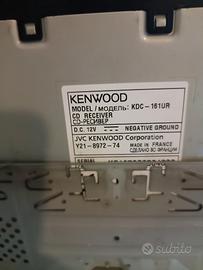 KENWOOD
MODEL / МОДЕЛЬ: KDC-161UR
CD RECEIVER
CD-РЕСИВЕР
D.C. 12V NEGATIVE GROUND
JVC KENWOOD Corporation
Y21-8972-74
MADE IN FRANCE
СДЕЛАНО ВО ФРАНЦИИ
SERIAL
subito